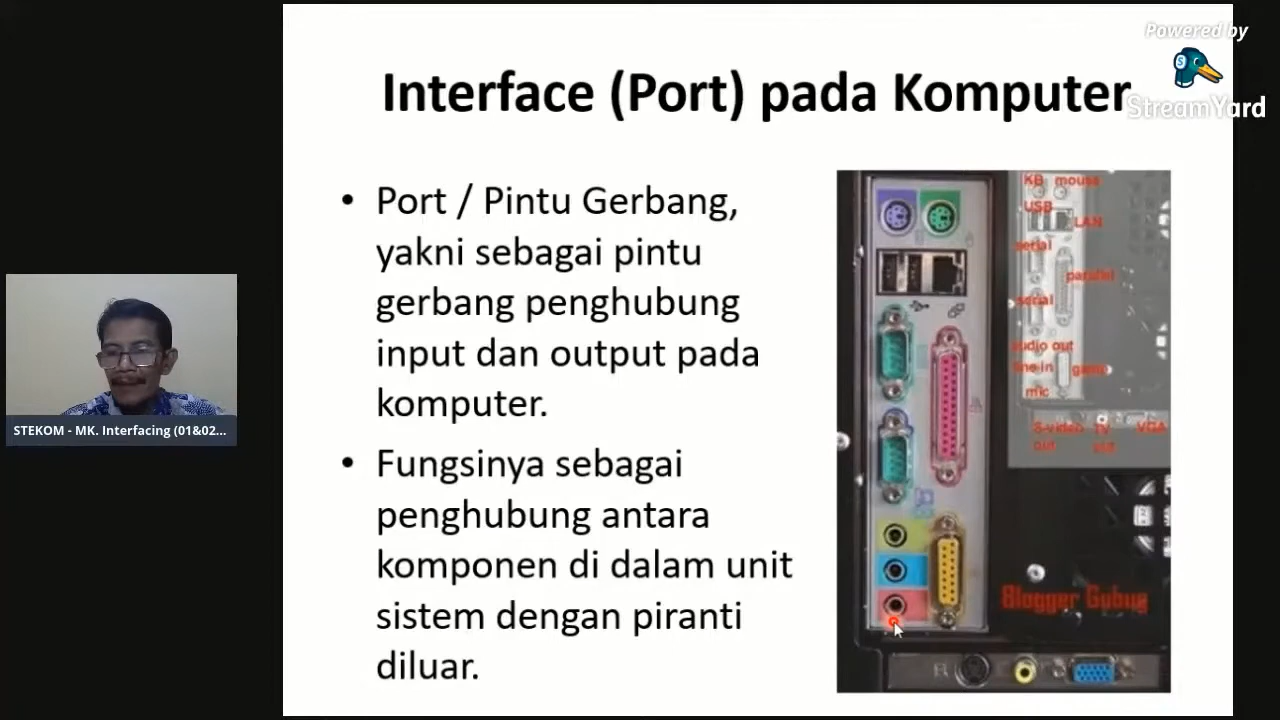 Powered by
StreamYard
Interface (Port) pada Komputer
• Port / Pintu Gerbang,
yakni sebagai pintu
gerbang penghubung
input dan output pada
komputer.
• Fungsinya sebagai
penghubung antara
komponen di dalam unit
sistem dengan piranti
diluar.
KB mouse
USB
LAN
serial
parallel
serial
audio out
line in
game
mic
S-video
TV
VGA
out
out
Blogger Gubug
STEKOM - MK. Interfacing (01&02...